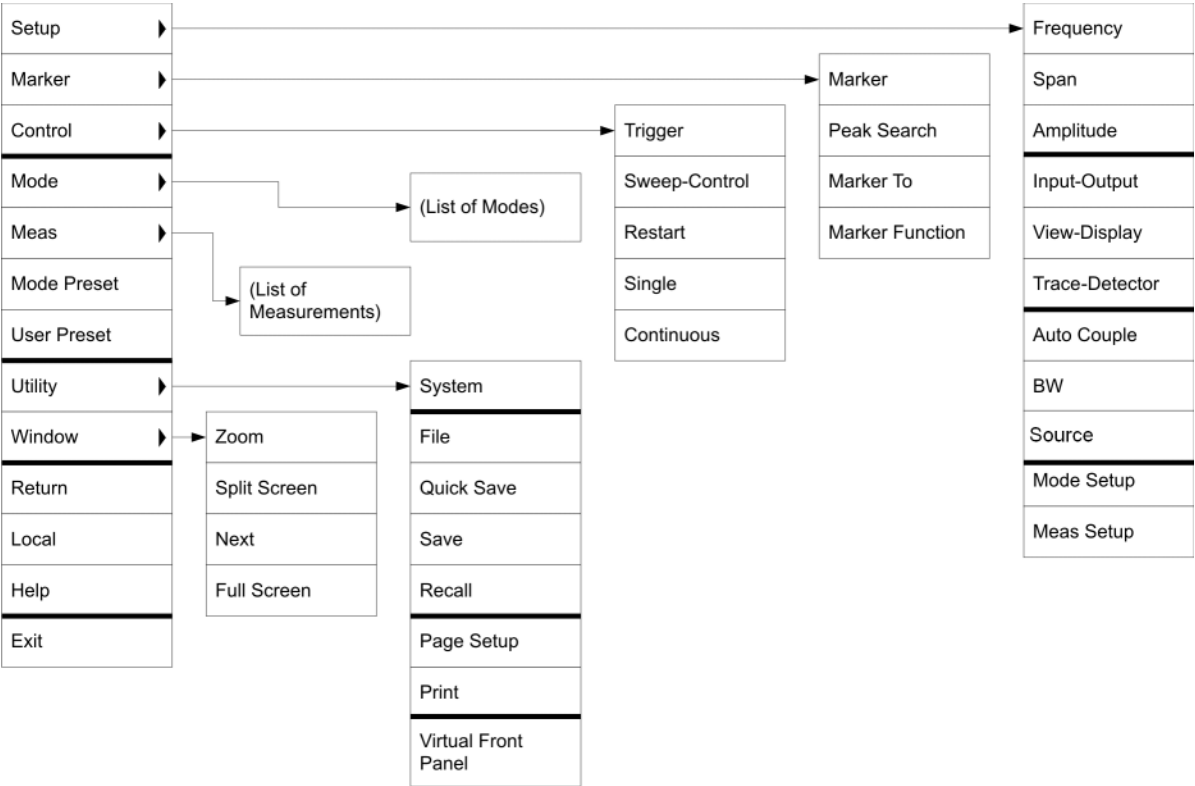 Setup
Marker
Control
Mode
Meas
Mode Preset
User Preset
Utility
Window
Return
Local
Help
Exit
Zoom
Split Screen
Next
Full Screen
(List of
Measurements)
(List of Modes)
System
File
Quick Save
Save
Recall
Page Setup
Print
Virtual Front
Panel
Trigger
Sweep-Control
Restart
Single
Continuous
Marker
Peak Search
Marker To
Marker Function
Frequency
Span
Amplitude
Input-Output
View-Display
Trace-Detector
Auto Couple
BW
Source
Mode Setup
Meas Setup